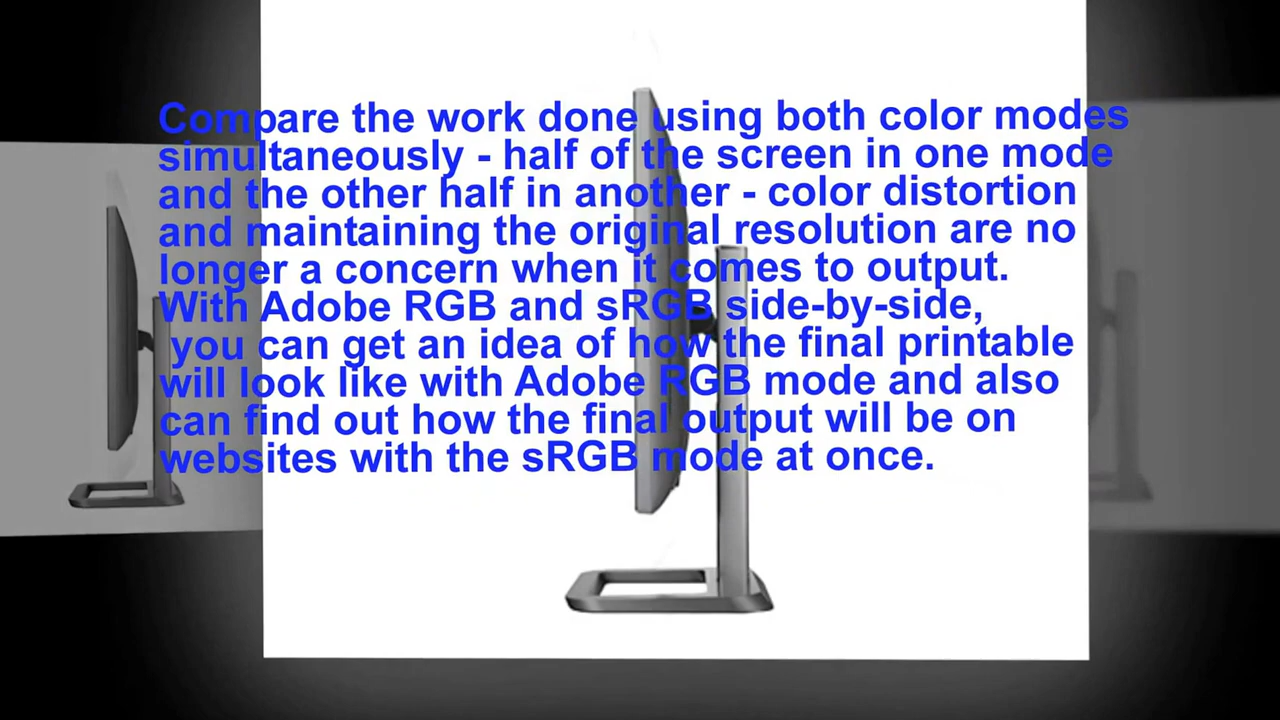 Compare the work done using both color modes
simultaneously - half of the screen in one mode
and the other half in another - color distortion
and maintaining the original resolution are no
longer a concern when it comes to output.
With Adobe RGB and sRGB side-by-side,
you can get an idea of how the final printable
will look like with Adobe RGB mode and also
can find out how the final output will be on
websites with the sRGB mode at once.